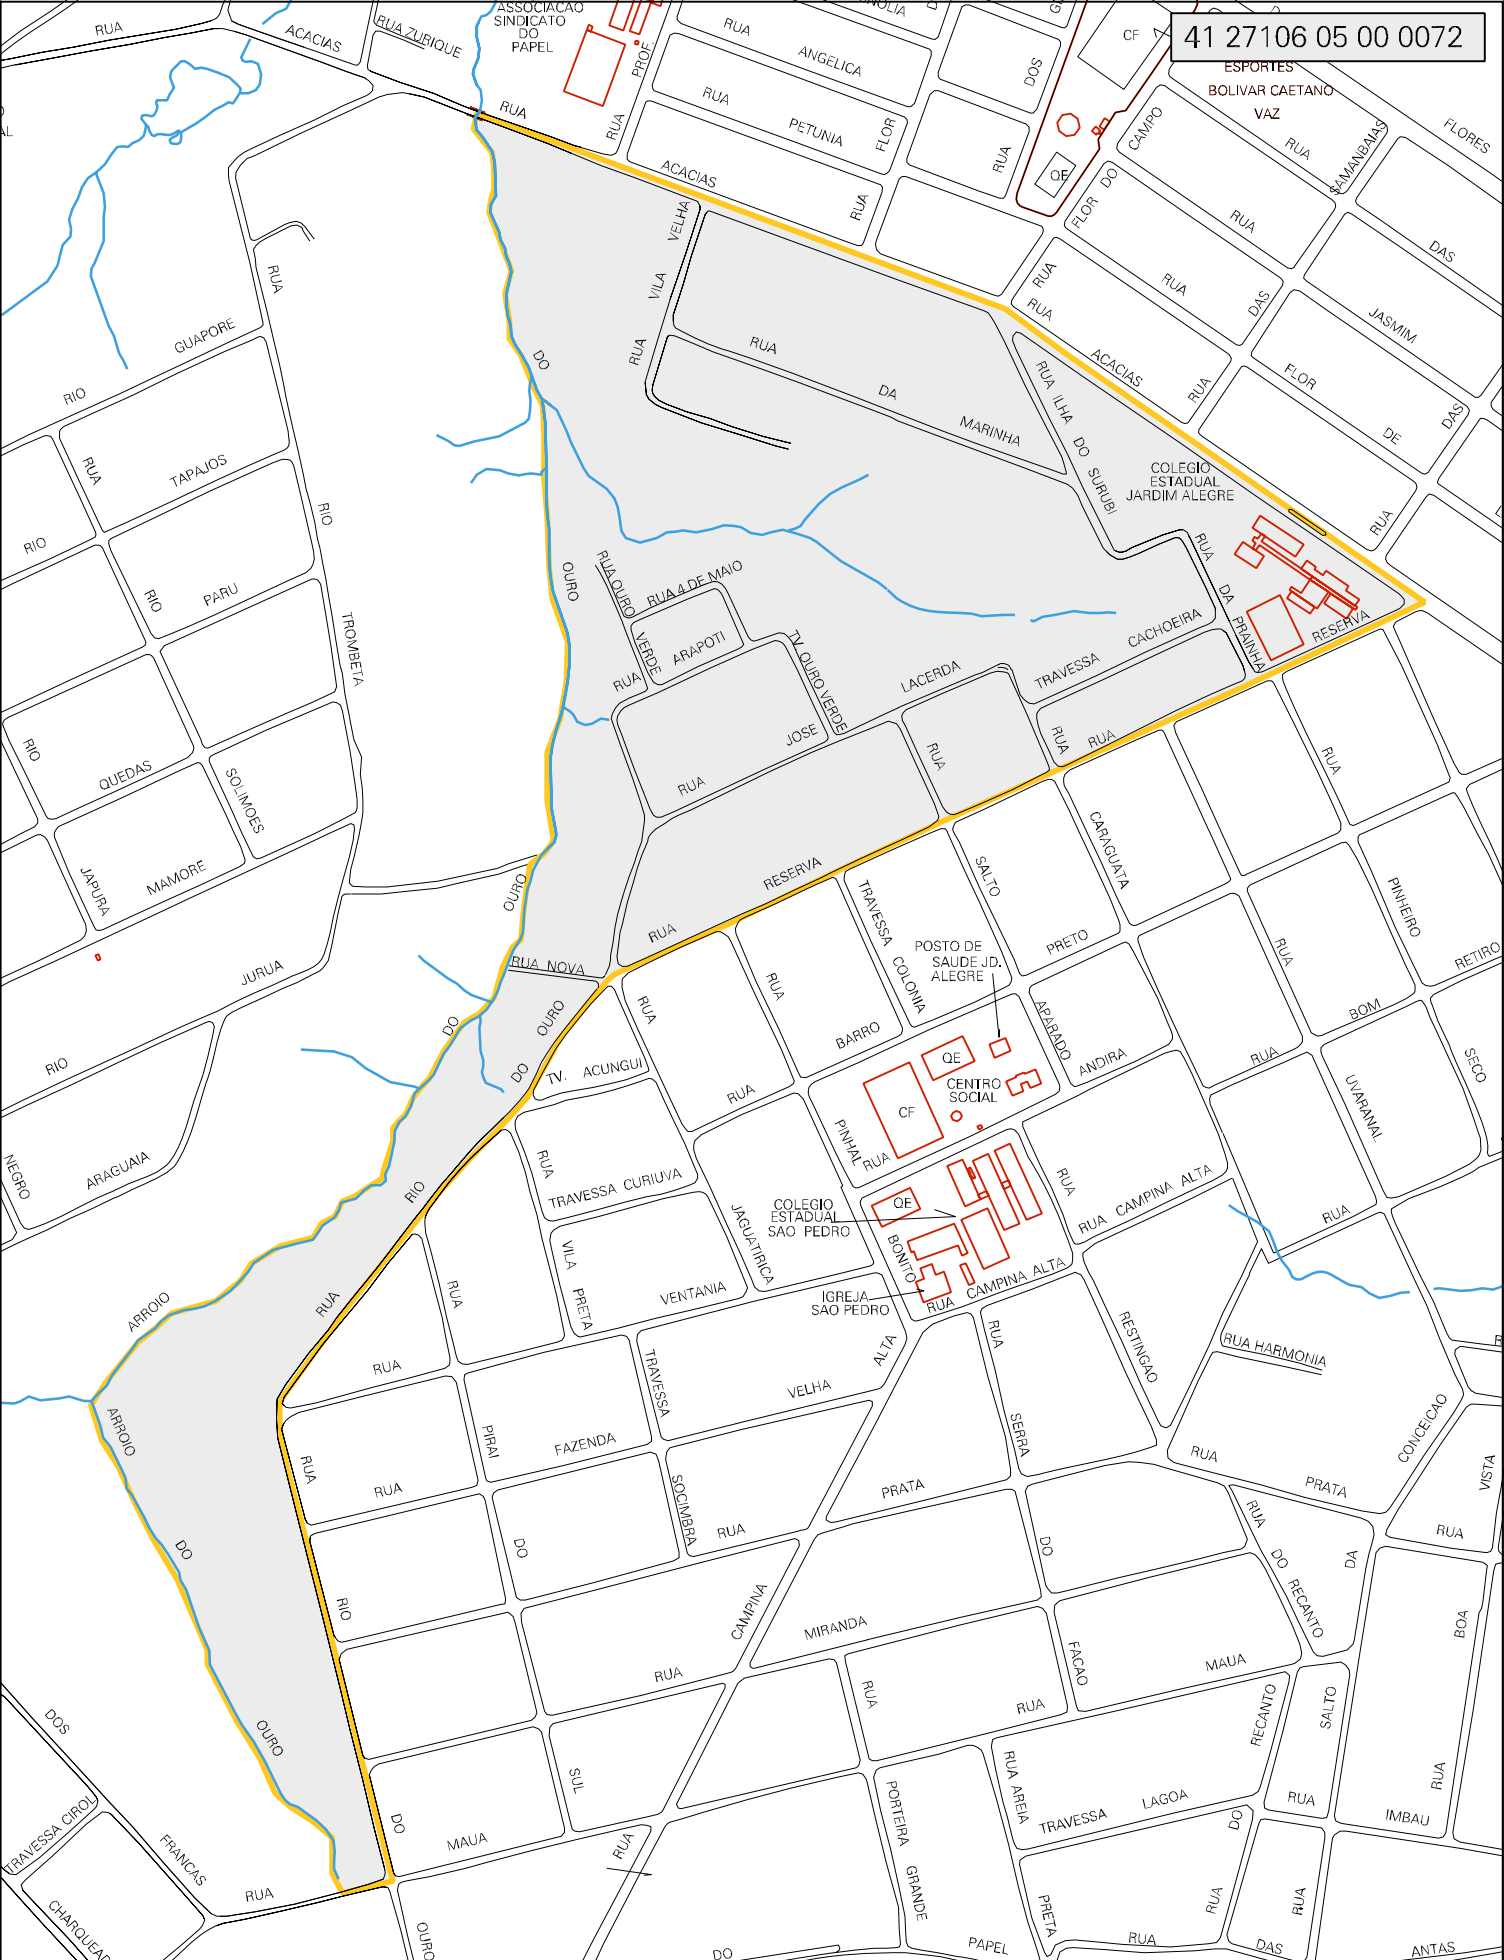 41 27106 05 00 0072
ASSOCIACAO
SINDICATO
DO
PAPEL
RUA
ACACIAS
RUA ZURIQUE
PROF.
RUA
RUA
ANGELICA
DOS
CF
ESPORTES
BOLIVAR CAETANO
VAZ
CAMPO
RUA
SAMANBAIAS
FLORES
RUA
RUA
PETUNIA
FLOR
RUA
QE
DO
FLOR
ACACIAS
RUA
RUA
DAS
VELHA
VILA
RUA
RUA
RUA
RUA
DAS
JASMIM
RUA
GUAPORE
RIO
DO
RUA
DA
MARINHA
ACACIAS
RUA
FLOR
DE
DAS
RUA ILHA DO SURUBI
COLEGIO
ESTADUAL
JARDIM ALEGRE
RUA
RUA
TAPAJOS
RIO
RIO
RIO
PARU
TROMBETA
OURO
RUA OURO
VERDE
RUA 4 DE MAIO
RUA
ARAPOTI
TV. OURO VERDE
RUA
DA
PRAINHA
RESERVA
CACHOEIRA
TRAVESSA
LACERDA
JOSE
RUA
RUA
RUA
RUA
RUA
RIO
QUEDAS
SOLIMOES
JAPURA
MAMORE
JURUA
RIO
OURO
RESERVA
RUA
RUA NOVA
TRAVESSA
COLONIA
SALTO
CARAGUATA
PRETO
PINHEIRO
RETIRO
POSTO DE
SAUDE JD.
ALEGRE
RUA
RUA
RUA
BOM
BARRO
APARADO
ANDIRA
RUA
SECO
UVARANAL
DO
OURO
DO
TV. ACUNGUI
RUA
QE
CENTRO
SOCIAL
CF
PINHAL
RUA
NEGRO
ARAGUAIA
RIO
RUA
TRAVESSA CURIUVA
JAGUATIRICA
COLEGIO
ESTADUAL
SAO PEDRO
QE
BONITO
RUA
RUA CAMPINA ALTA
RUA
VILA
PRETA
VENTANIA
IGREJA
SAO PEDRO
RUA CAMPINA ALTA
RUA
RESTINGAO
RUA HARMONIA
ARROIO
RUA
RUA
RUA
TRAVESSA
SOCIMBRA
VELHA
ALTA
SERRA
CONCEICAO
VISTA
ARROIO
RUA
PIRAI
FAZENDA
RUA
RUA
PRATA
RUA
PRATA
RUA
DO
DO
RUA
DO
RECANTO
DA
BOA
RIO
CAMPINA
MIRANDA
RUA
FACAO
RUA
MAUA
RUA
RECANTO
SALTO
DOS
OURO
SUL
RUA AREIA
PRETA
TRAVESSA
LAGOA
RUA
RUA
IMBAU
TRAVESSA CIROL
FRANCAS
RUA
DO
MAUA
RUA
PORTEIRA
GRANDE
DO
RUA
RUA
OURO
DO
PAPEL
RUA
DAS
ANTAS